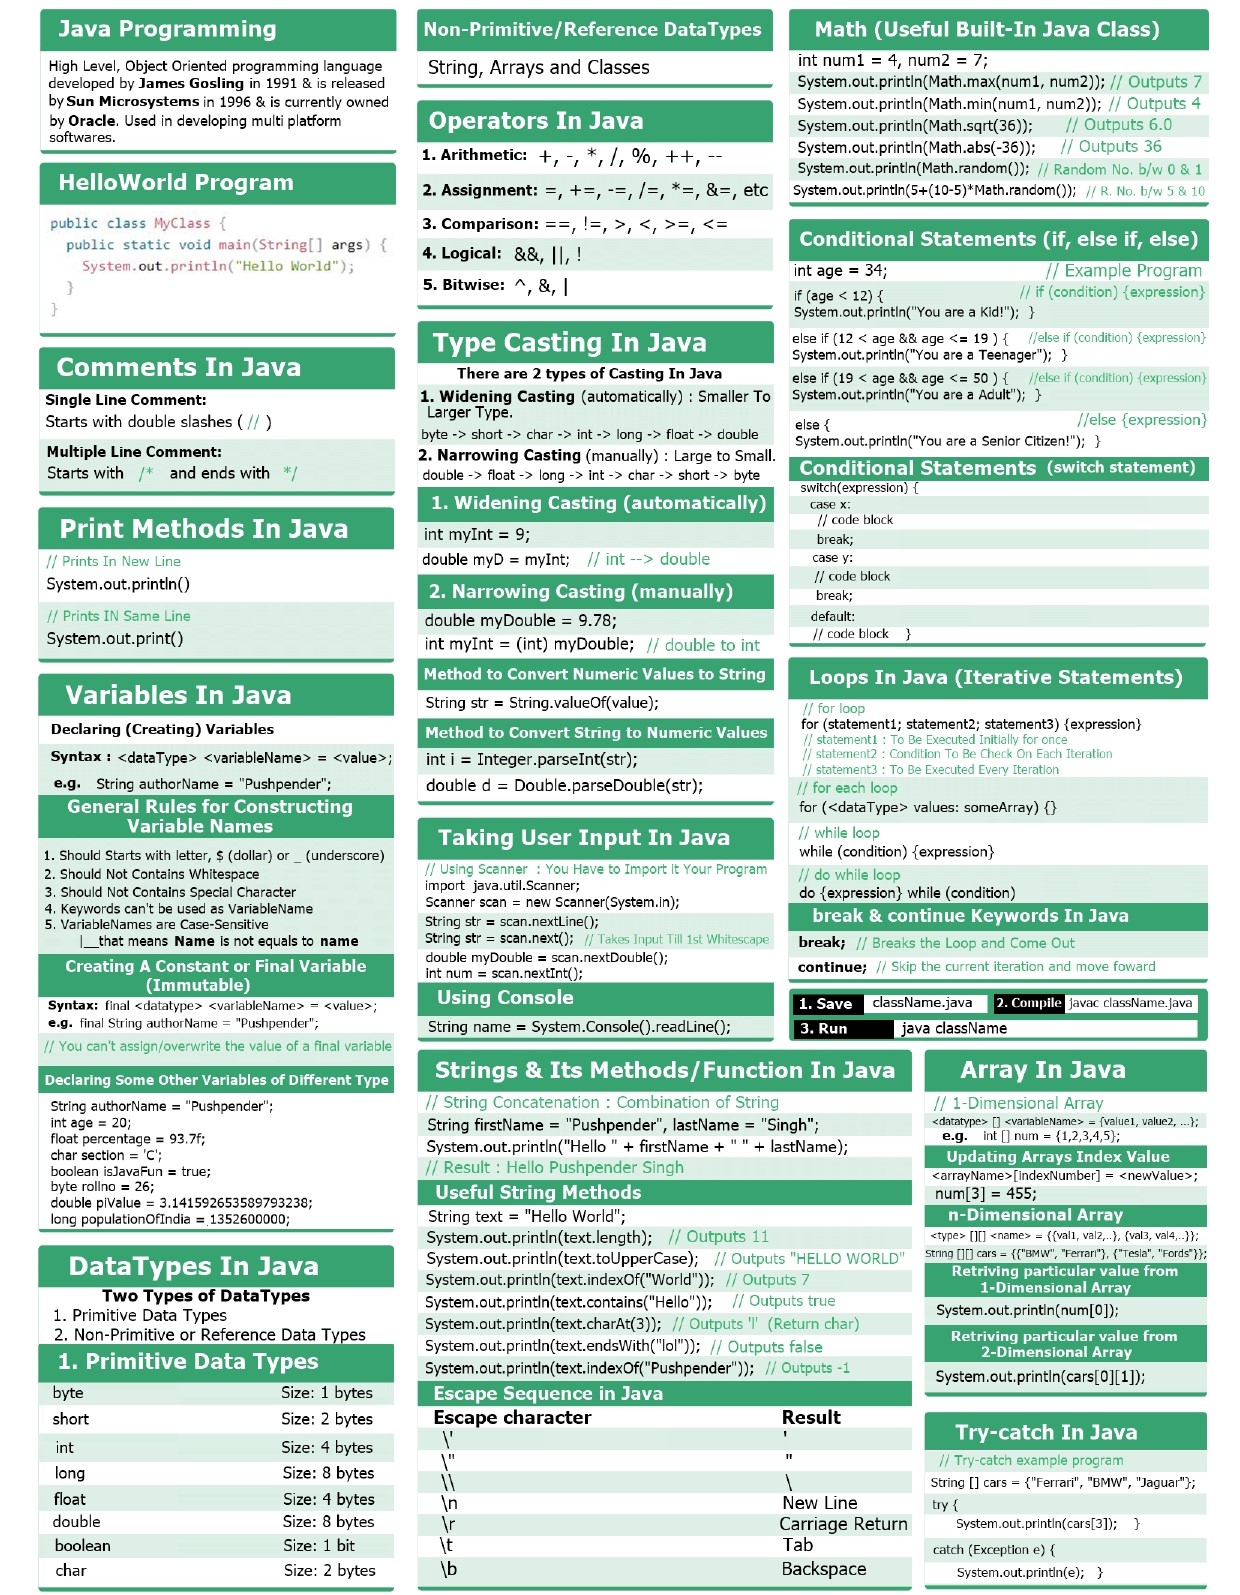 Java Programming
High Level, Object Oriented programming language
developed by James Gosling in 1991 & is released
by Sun Microsystems in 1996 & is currently owned
by Oracle. Used in developing multi platform
softwares.
HelloWorld Program
public class MyClass {
public static void main(String[] args) {
System.out.println("Hello World");
}
}
Comments In Java
Single Line Comment:
Starts with double slashes ( // )
Multiple Line Comment:
Starts with /* and ends with */
Print Methods In Java
// Prints In New Line
System.out.println()
// Prints IN Same Line
System.out.print()
Variables In Java
Declaring (Creating) Variables
Syntax : <dataType> <variableName> = <value>;
e.g. String authorName = "Pushpender";
General Rules for Constructing
Variable Names
1. Should Starts with letter, $ (dollar) or _ (underscore)
2. Should Not Contains Whitespace
3. Should Not Contains Special Character
4. Keywords can't be used as VariableName
5. VariableNames are Case-Sensitive
|__that means Name is not equals to name
Creating A Constant or Final Variable
(Immutable)
Syntax: final <datatype> <variableName> = <value>;
e.g. final String authorName = "Pushpender";
// You can't assign/overwrite the value of a final variable
Declaring Some Other Variables of Different Type
String authorName = "Pushpender";
int age = 20;
float percentage = 93.7f;
char section = 'C';
boolean isJavaFun = true;
byte rollno = 26;
double piValue = 3.141592653589793238;
long populationOfIndia = 1352600000;
DataTypes In Java
Two Types of DataTypes
1. Primitive Data Types
2. Non-Primitive or Reference Data Types
1. Primitive Data Types
byte Size: 1 bytes
short Size: 2 bytes
int Size: 4 bytes
long Size: 8 bytes
float Size: 4 bytes
double Size: 8 bytes
boolean Size: 1 bit
char Size: 2 bytes
Non-Primitive/Reference DataTypes
String, Arrays and Classes
Operators In Java
1. Arithmetic: +, -, *, /, %, ++, --
2. Assignment: =, +=, -=, /=, *=, &=, etc
3. Comparison: ==, !=, >, <, >=, <=
4. Logical: &&, ||, !
5. Bitwise: ^, &, |
Type Casting In Java
There are 2 types of Casting In Java
1. Widening Casting (automatically) : Smaller To
Larger Type.
byte -> short -> char -> int -> long -> float -> double
2. Narrowing Casting (manually) : Large to Small.
double -> float -> long -> int -> char -> short -> byte
1. Widening Casting (automatically)
int myInt = 9;
double myD = myInt; // int --> double
2. Narrowing Casting (manually)
double myDouble = 9.78;
int myInt = (int) myDouble; // double to int
Method to Convert Numeric Values to String
String str = String.valueOf(value);
Method to Convert String to Numeric Values
int i = Integer.parseInt(str);
double d = Double.parseDouble(str);
Taking User Input In Java
// Using Scanner : You Have to Import it Your Program
import java.util.Scanner;
Scanner scan = new Scanner(System.in);
String str = scan.nextLine();
String str = scan.next(); // Takes Input Till 1st Whitescape
double myDouble = scan.nextDouble();
int num = scan.nextInt();
Using Console
String name = System.Console().readLine();
Math (Useful Built-In Java Class)
int num1 = 4, num2 = 7;
System.out.println(Math.max(num1, num2)); // Outputs 7
System.out.println(Math.min(num1, num2)); // Outputs 4
System.out.println(Math.sqrt(36)); // Outputs 6.0
System.out.println(Math.abs(-36)); // Outputs 36
System.out.println(Math.random()); // Random No. b/w 0 & 1
System.out.println(5+(10-5)*Math.random()); // R. No. b/w 5 & 10
Conditional Statements (if, else if, else)
int age = 34; // Example Program
if (age < 12) { // if (condition) {expression}
System.out.println("You are a Kid!"); }
else if (12 < age && age <= 19 ) { //else if (condition) {expression}
System.out.println("You are a Teenager"); }
else if (19 < age && age <= 50 ) { //else if (condition) {expression}
System.out.println("You are a Adult"); }
else { //else {expression}
System.out.println("You are a Senior Citizen!"); }
Conditional Statements (switch statement)
switch(expression) {
case x:
// code block
break;
case y:
// code block
break;
default:
// code block }
Loops In Java (Iterative Statements)
// for loop
for (statement1; statement2; statement3) {expression}
// statement1 : To Be Executed Initially for once
// statement2 : Condition To Be Check On Each Iteration
// statement3 : To Be Executed Every Iteration
// for each loop
for (<dataType> values: someArray) {}
// while loop
while (condition) {expression}
// do while loop
do {expression} while (condition)
break & continue Keywords In Java
break; // Breaks the Loop and Come Out
continue; // Skip the current iteration and move foward
1. Save className.java 2. Compile javac className.java
3. Run java className
Strings & Its Methods/Function In Java
// String Concatenation : Combination of String
String firstName = "Pushpender", lastName = "Singh";
System.out.println("Hello " + firstName + " " + lastName);
// Result : Hello Pushpender Singh
Useful String Methods
String text = "Hello World";
System.out.println(text.length); // Outputs 11
System.out.println(text.toUpperCase); // Outputs "HELLO WORLD"
System.out.println(text.indexOf("World")); // Outputs 7
System.out.println(text.contains("Hello")); // Outputs true
System.out.println(text.charAt(3)); // Outputs 'l' (Return char)
System.out.println(text.endsWith("lol"); // Outputs false
System.out.println(text.indexOf("Pushpender")); // Outputs -1
Escape Sequence in Java
Escape character Result
\' '
\" "
\\ \
\n New Line
\r Carriage Return
\t Tab
\b Backspace
Array In Java
// 1-Dimensional Array
<datatype> [] <variableName> = {value1, value2, ...};
e.g. int [] num = {1,2,3,4,5};
Updating Arrays Index Value
<arrayName>[indexNumber] = <newValue>;
num[3] = 455;
n-Dimensional Array
<type> [][] <name> = {{val1, val2,..}, {val3, val4,..}};
String [][] cars = {{"BMW", "Ferrari"}, {"Tesla", "Fords"}};
Retriving particular value from
1-Dimensional Array
System.out.println(num[0]);
Retriving particular value from
2-Dimensional Array
System.out.println(cars[0][1]);
Try-catch In Java
// Try-catch example program
String [] cars = {"Ferrari", "BMW", "Jaguar"};
try {
System.out.println(cars[3]); }
catch (Exception e) {
System.out.println(e); }